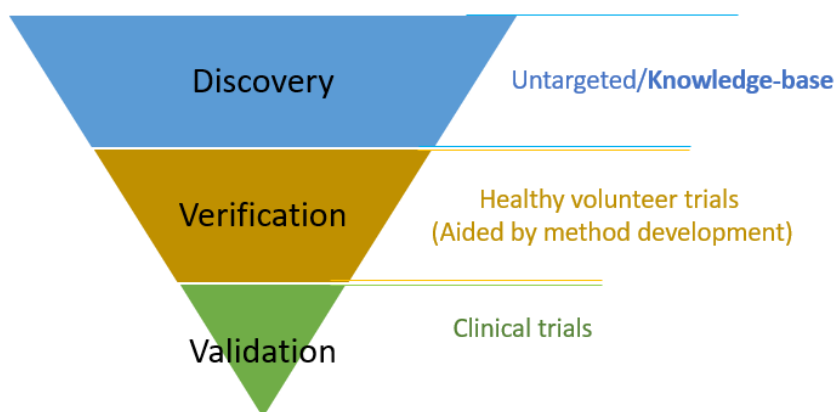 Discovery
Untargeted/Knowledge-base
Verification
Healthy volunteer trials
(Aided by method development)
Validation
Clinical trials